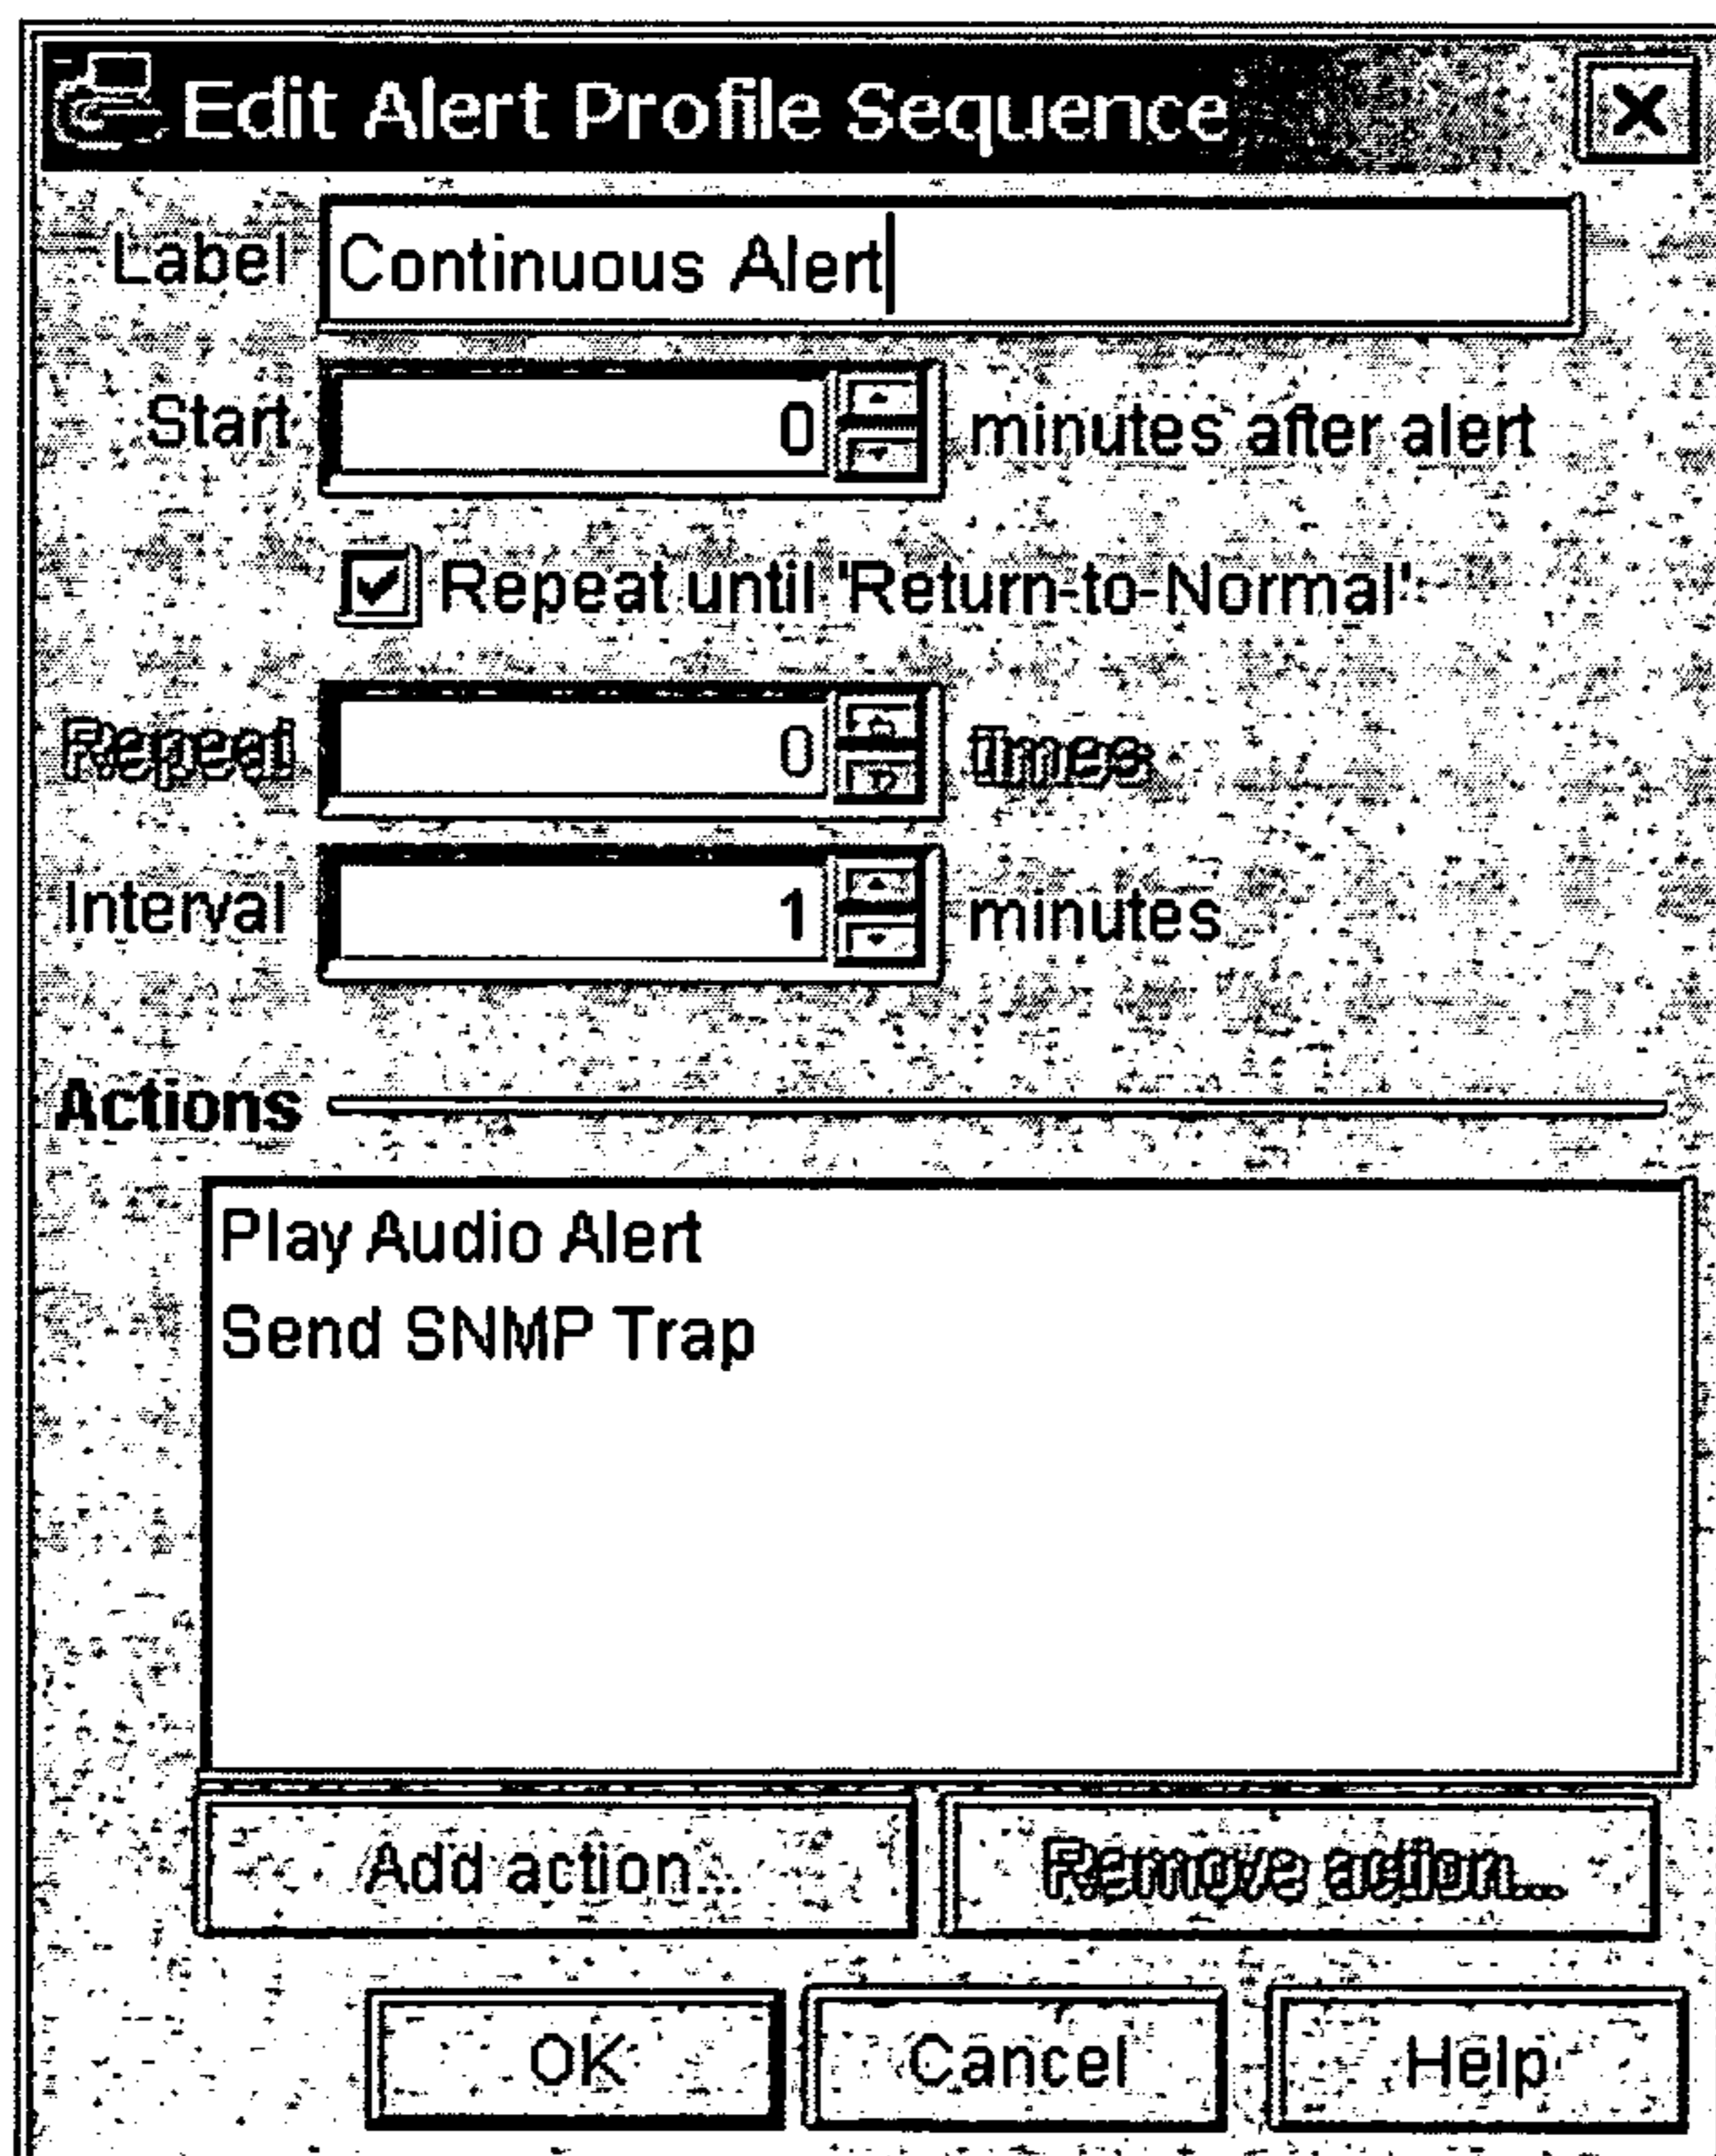 Edit Alert Profile Sequence
Label Continuous Alert
Start 0 minutes after alert
Repeat until 'Return-to-Normal'
Repeat 0 times
Interval 1 minutes
Actions
Play Audio Alert
Send SNMP Trap
Add action... Remove action...
OK Cancel Help